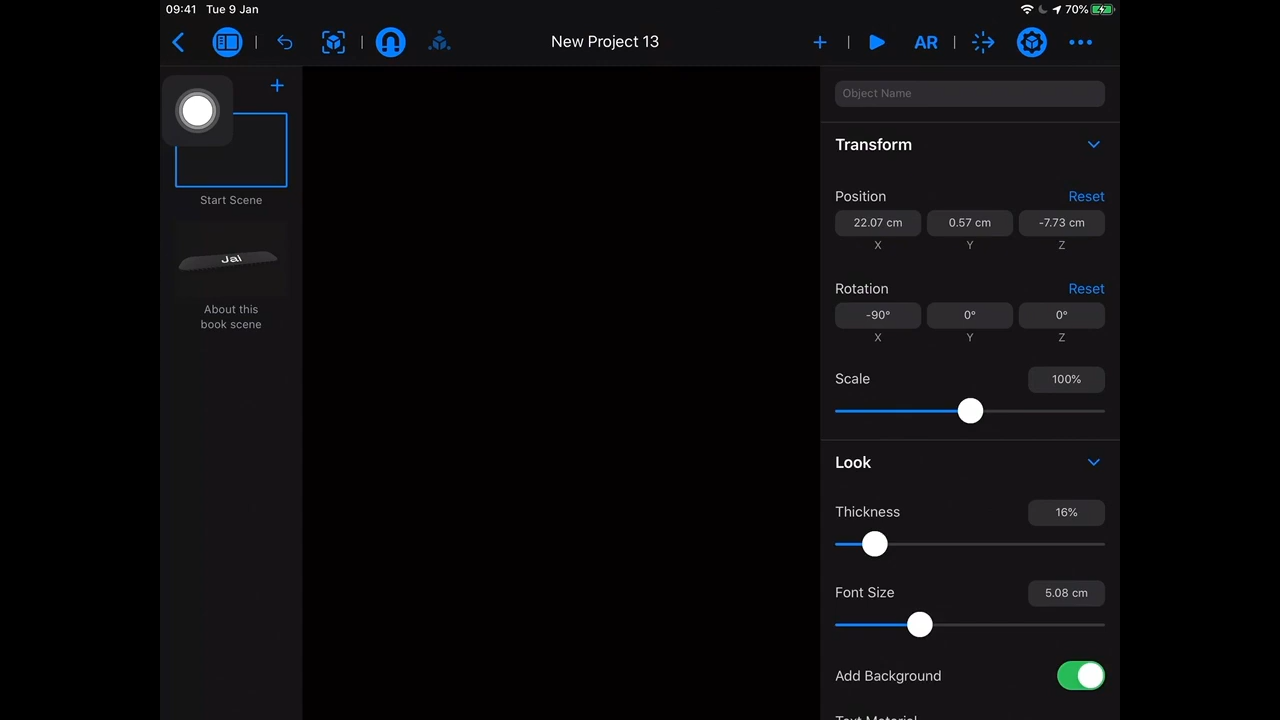 09:41 Tue 9 Jan
70%
New Project 13
AR
Start Scene
Jal
About this
book scene
Object Name
Transform
Position
Reset
22.07 cm
0.57 cm
-7.73 cm
X
Y
Z
Rotation
Reset
-90°
0°
0°
X
Y
Z
Scale
100%
Look
Thickness
16%
Font Size
5.08 cm
Add Background
Text Material